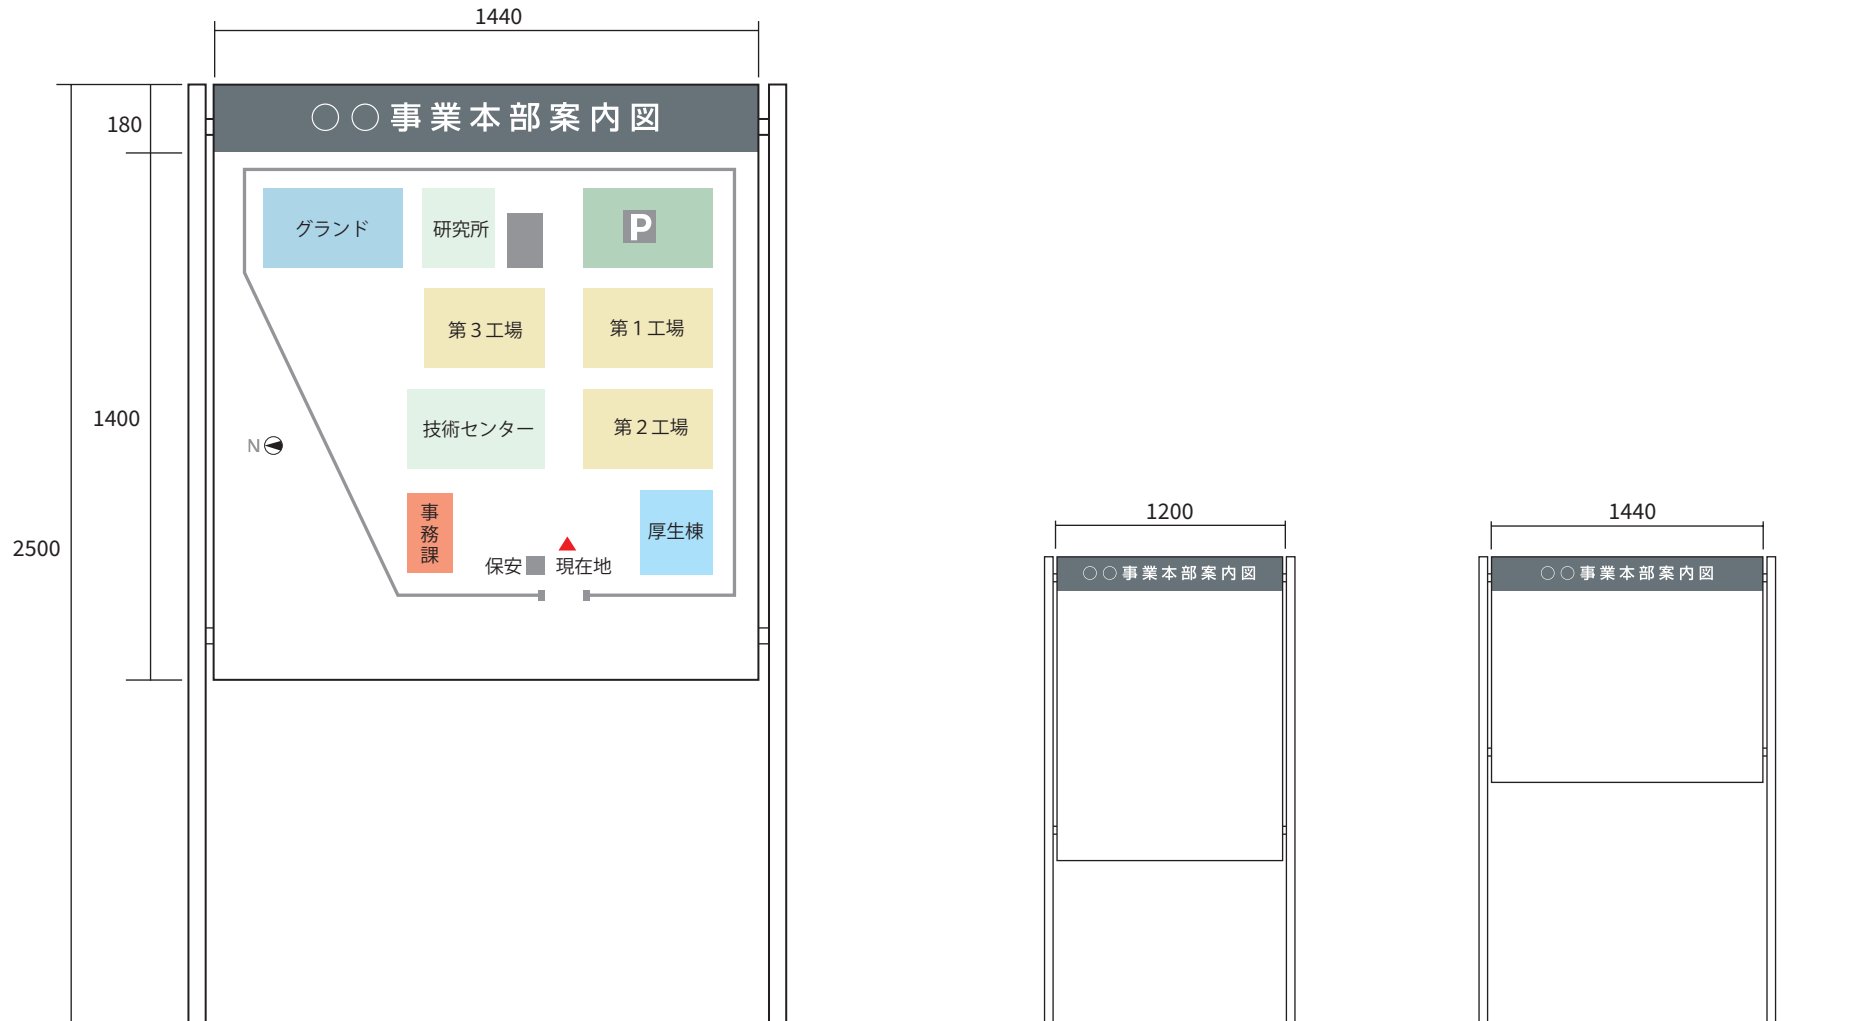 1440
180
○○事業本部案内図
グランド
研究所
P
第3工場
第1工場
1400
N
技術センター
第2工場
2500
事務課
保安
現在地
厚生棟
1200
○○事業本部案内図
1440
○○事業本部案内図